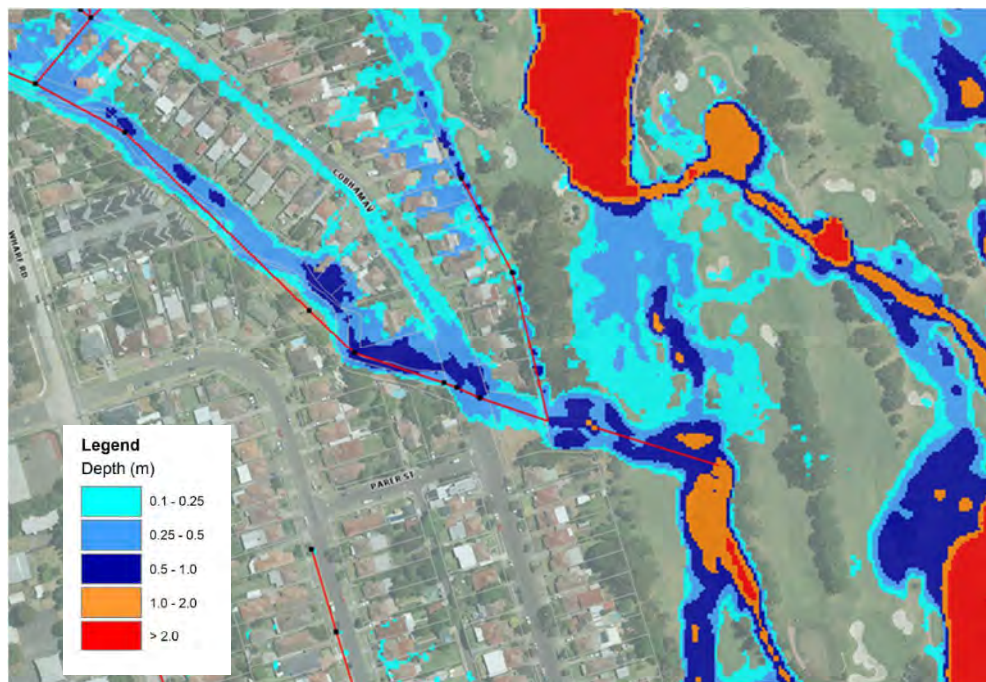 COBHAM AV
WHARF RD
PARER ST
Legend
Depth (m)
0.1 - 0.25
0.25 - 0.5
0.5 - 1.0
1.0 - 2.0
> 2.0